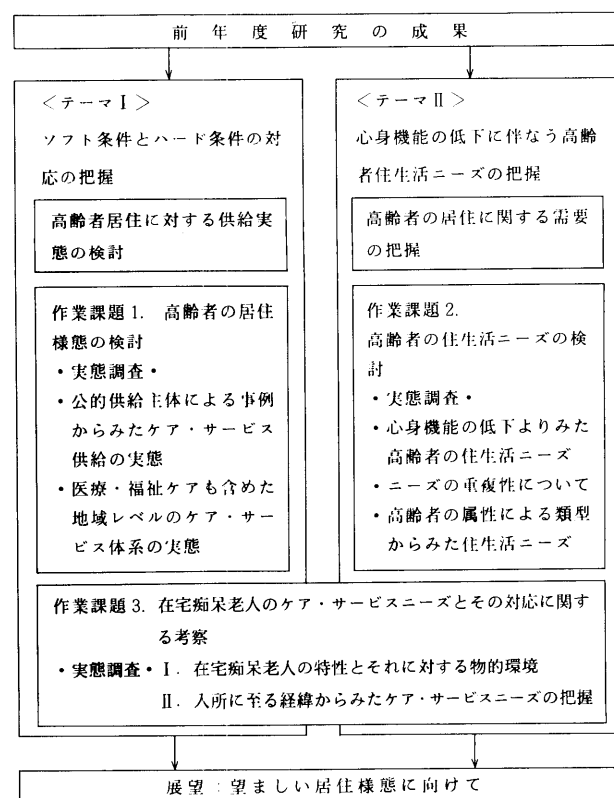 前年度研究の成果
＜テーマⅠ＞
ソフト条件とハード条件の対
応の把握
高齢者居住に対する供給実
態の検討
作業課題1. 高齢者の居住
様態の検討
・実態調査・
・公的供給主体による事例
からみたケア・サービス
供給の実態
・医療・福祉ケアも含めた
地域レベルのケア・サー
ビス体系の実態
＜テーマⅡ＞
心身機能の低下に伴なう高齢
者住生活ニーズの把握
高齢者の居住に関する需要
の把握
作業課題2.
高齢者の住生活ニーズの検
討
・実態調査・
・心身機能の低下よりみた
高齢者の住生活ニーズ
・ニーズの重複性について
・高齢者の属性による類型
からみた住生活ニーズ
作業課題3. 在宅痴呆老人のケア・サービスニーズとその対応に関す
る考察
・実態調査・Ⅰ. 在宅痴呆老人の特性とそれに対する物的環境
Ⅱ. 入所に至る経緯からみたケア・サービスニーズの把握
展望：望ましい居住様態に向けて